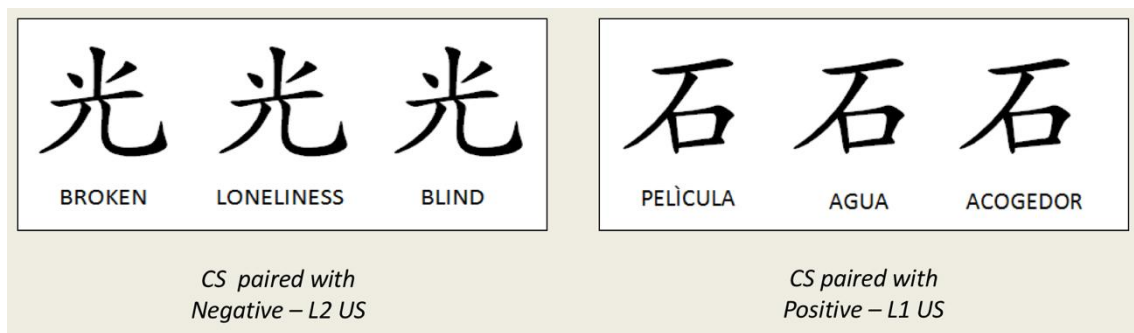 光 光 光
BROKEN LONELINESS BLIND
CS paired with
Negative – L2 US
石 石 石
PELÌCULA AGUA ACOGEDOR
CS paired with
Positive – L1 US